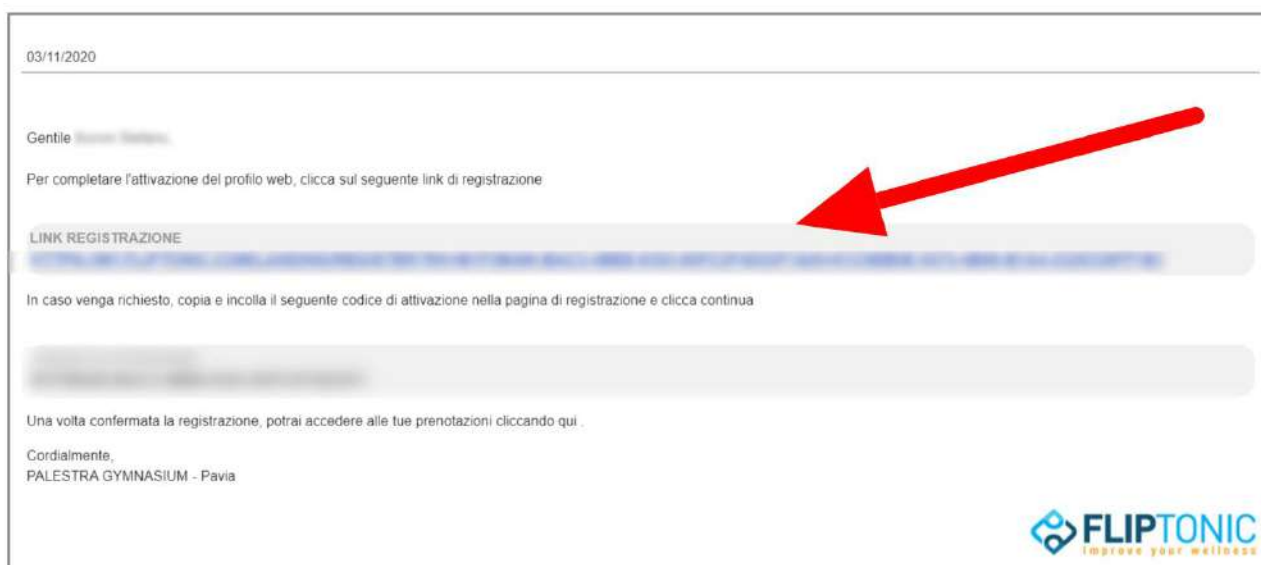 03/11/2020
Gentile
Per completare l'attivazione del profilo web, clicca sul seguente link di registrazione
LINK REGISTRAZIONE
In caso venga richiesto, copia e incolla il seguente codice di attivazione nella pagina di registrazione e clicca continua
Una volta confermata la registrazione, potrai accedere alle tue prenotazioni cliccando qui .
Cordialmente,
PALESTRA GYMNASIUM - Pavia
FLIPTONIC
Improve your wellness